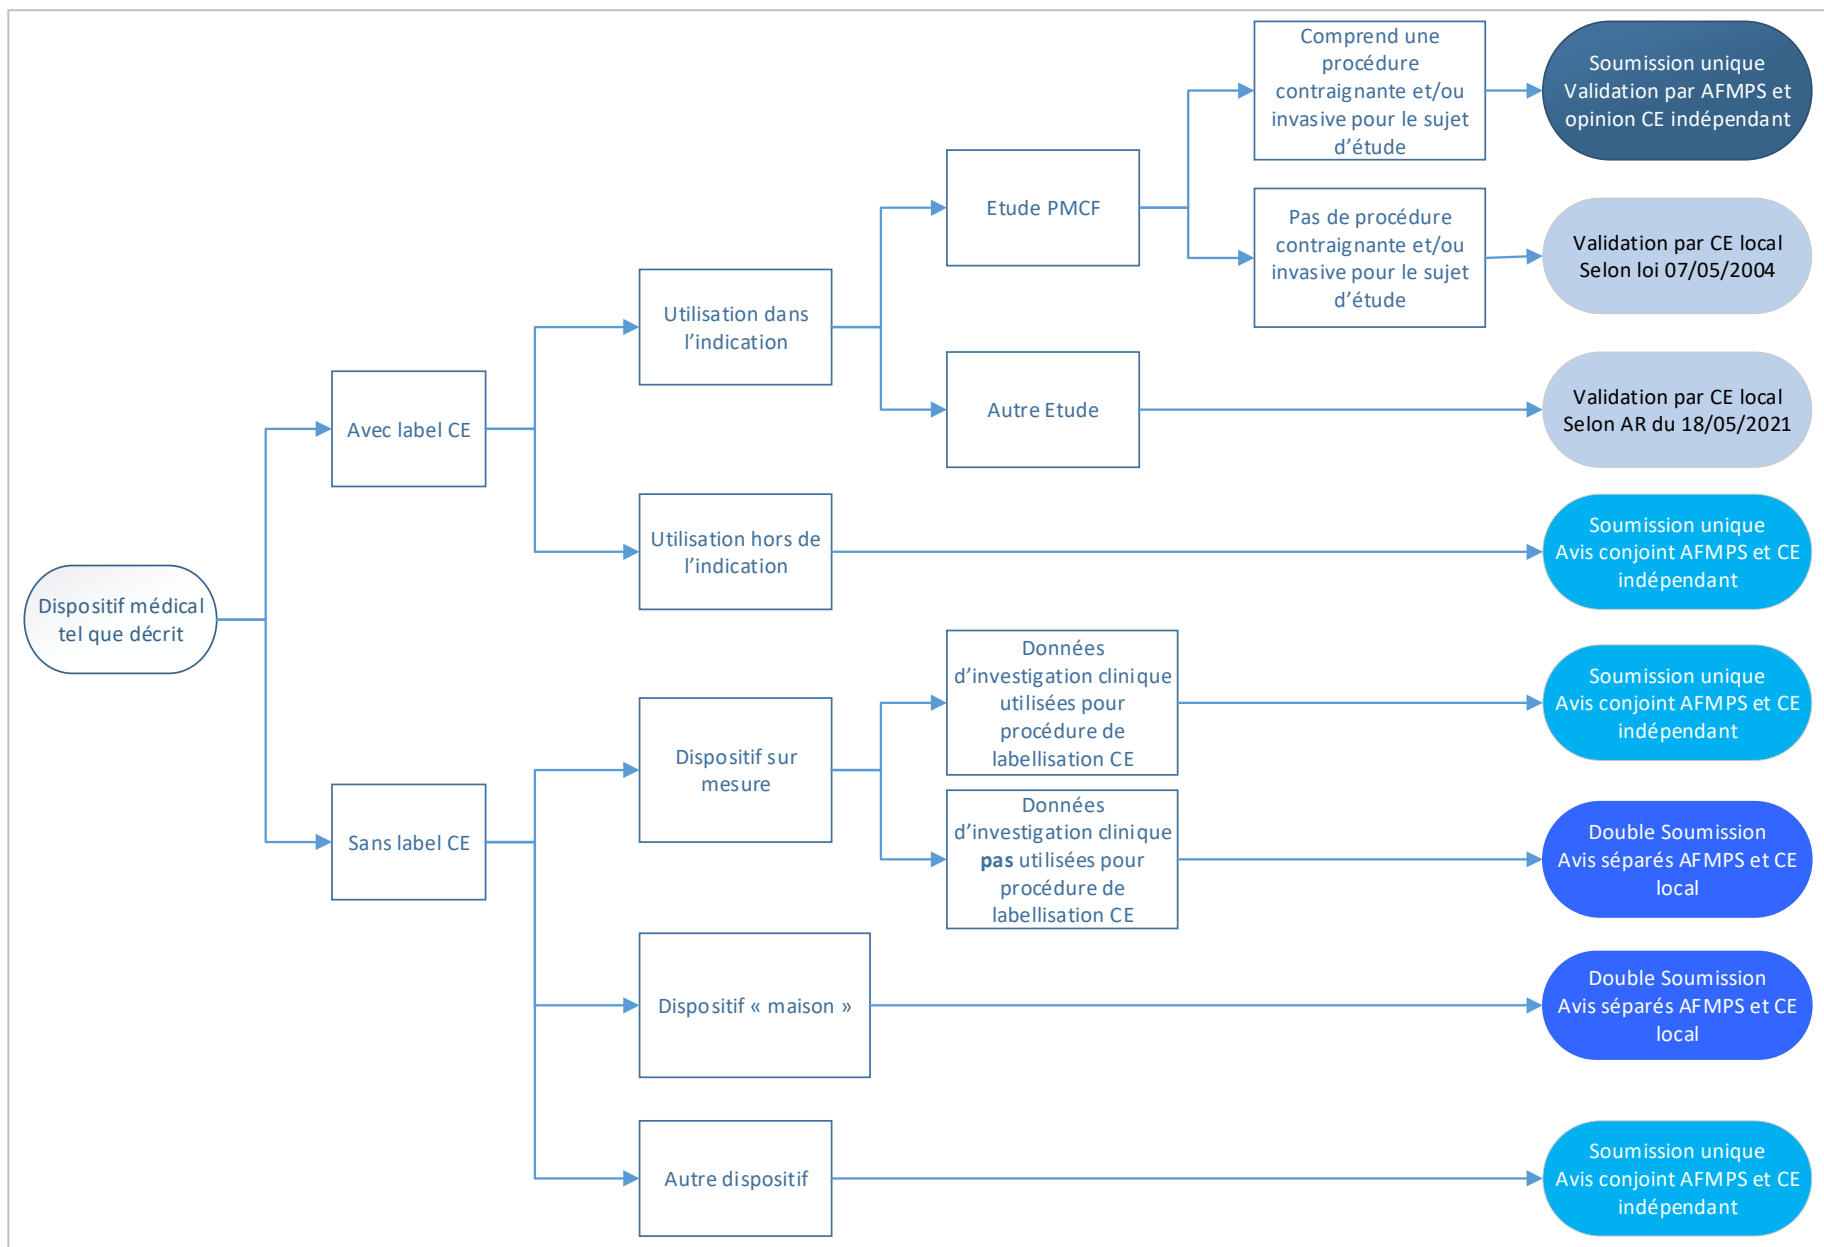 Comprend une
procédure
contraignante et/ou
invasive pour le sujet
d'étude
Soumission unique
Validation par AFMPS et
opinion CE indépendant
Etude PMCF
Pas de procédure
contraignante et/ou
invasive pour le sujet
d'étude
Validation par CE local
Selon loi 07/05/2004
Utilisation dans
l'indication
Autre Etude
Validation par CE local
Selon AR du 18/05/2021
Avec label CE
Utilisation hors de
l'indication
Soumission unique
Avis conjoint AFMPS et CE
indépendant
Dispositif médical
tel que décrit
Données
d'investigation clinique
utilisées pour
procédure de
labellisation CE
Soumission unique
Avis conjoint AFMPS et CE
indépendant
Dispositif sur
mesure
Sans label CE
Données
d'investigation clinique
pas utilisées pour
procédure de
labellisation CE
Double Soumission
Avis séparés AFMPS et CE
local
Dispositif « maison »
Double Soumission
Avis séparés AFMPS et CE
local
Autre dispositif
Soumission unique
Avis conjoint AFMPS et CE
indépendant